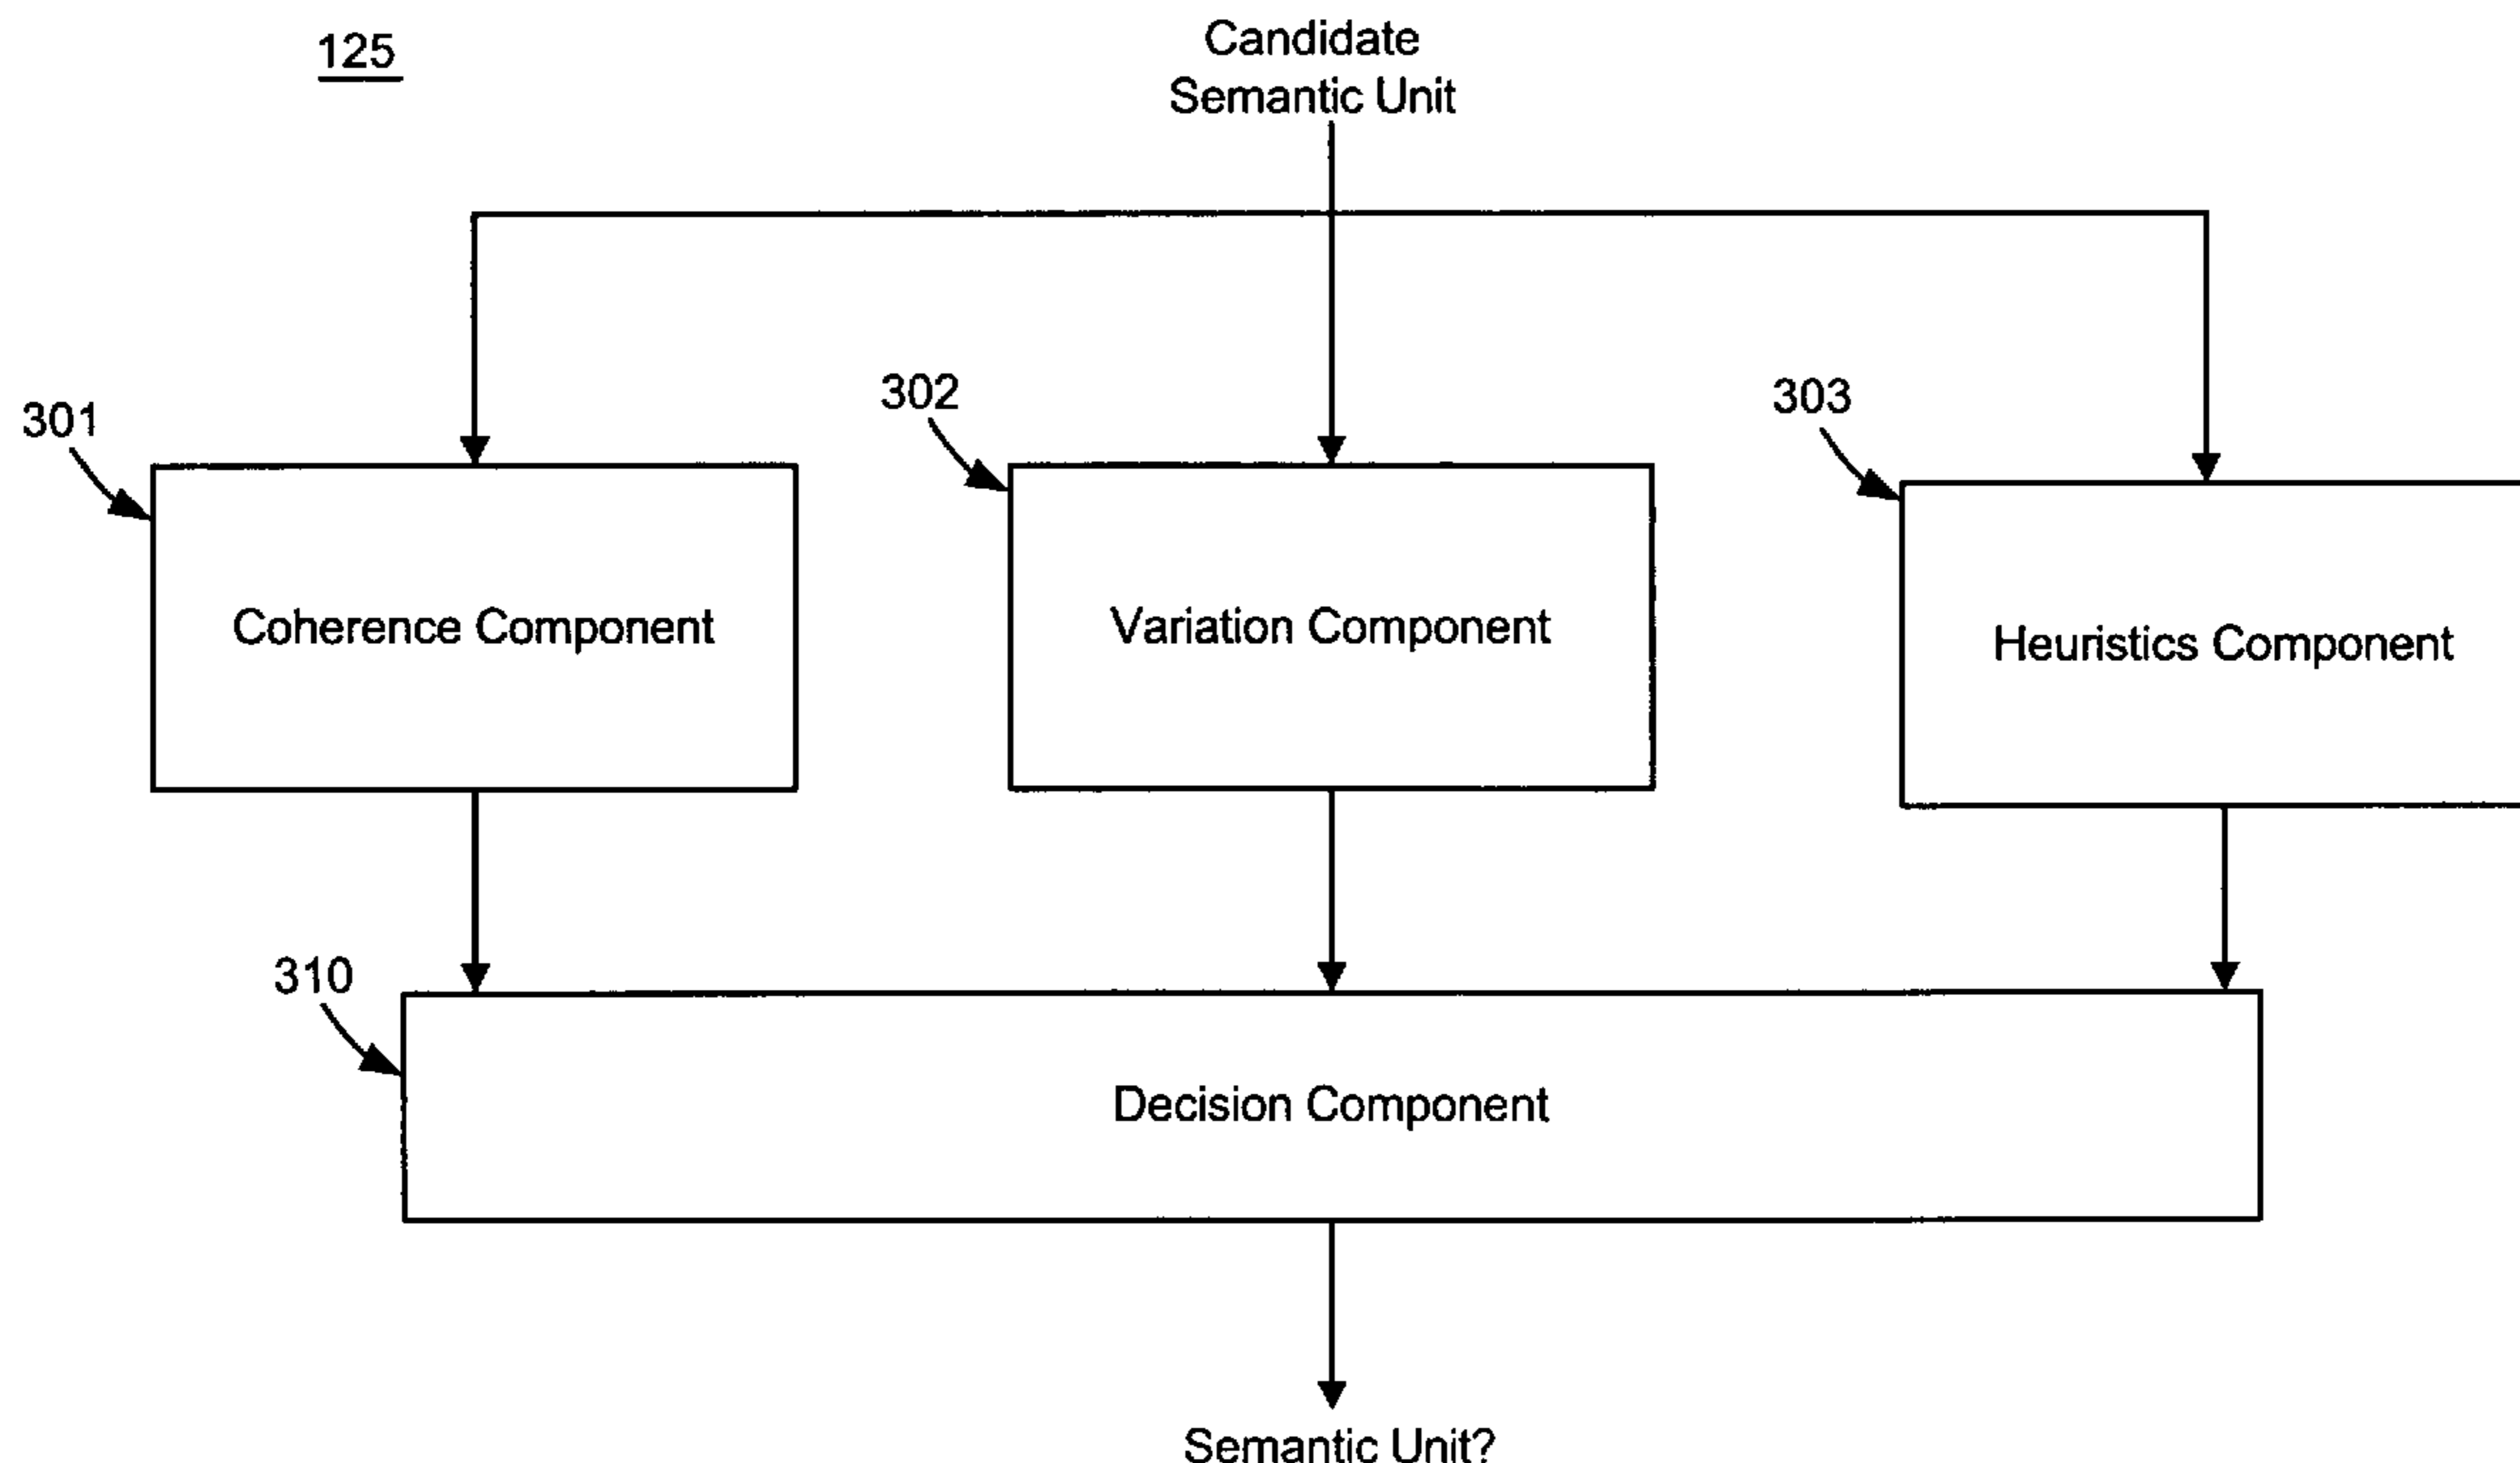 125
Candidate
Semantic Unit
301
302
303
Coherence Component
Variation Component
Heuristics Component
310
Decision Component
Semantic Unit?